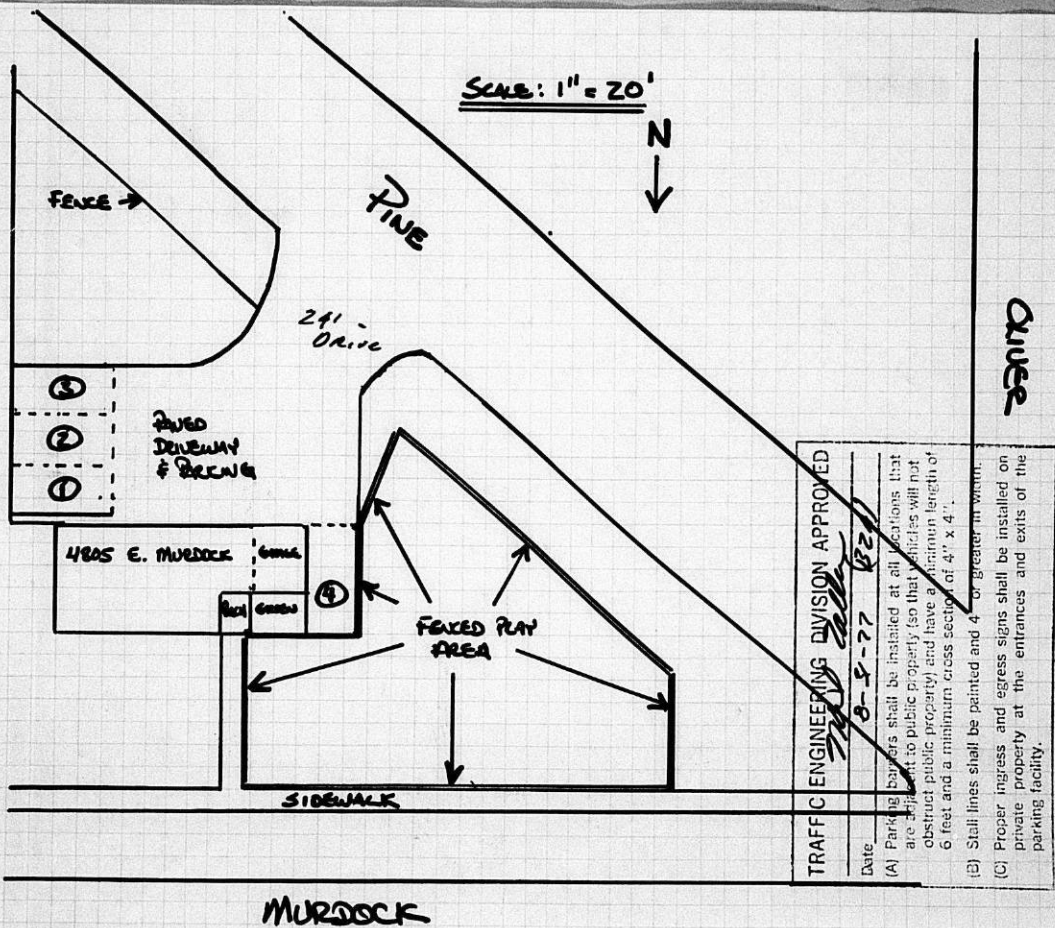 SCALE: 1" = 20'
N
FENCE
PINE
24'
Drive
OLIVER
3
2
1
PAVED
DRIVEWAY
& PARKING
4805 E. MURDOCK
4
FENCED PLAY
AREA
SIDEWALK
MURDOCK
TRAFFIC ENGINEERING DIVISION APPROVED
Date 8-5-77
(A) Parking barriers shall be installed at all locations that
are adjacent to public property (so that vehicles will not
obstruct public property) and have a minimum length of
6 feet and a minimum cross section of 4" x 4".
(B) Stall lines shall be painted and 4" or greater in width.
(C) Proper ingress and egress signs shall be installed on
private property at the entrances and exits of the
parking facility.